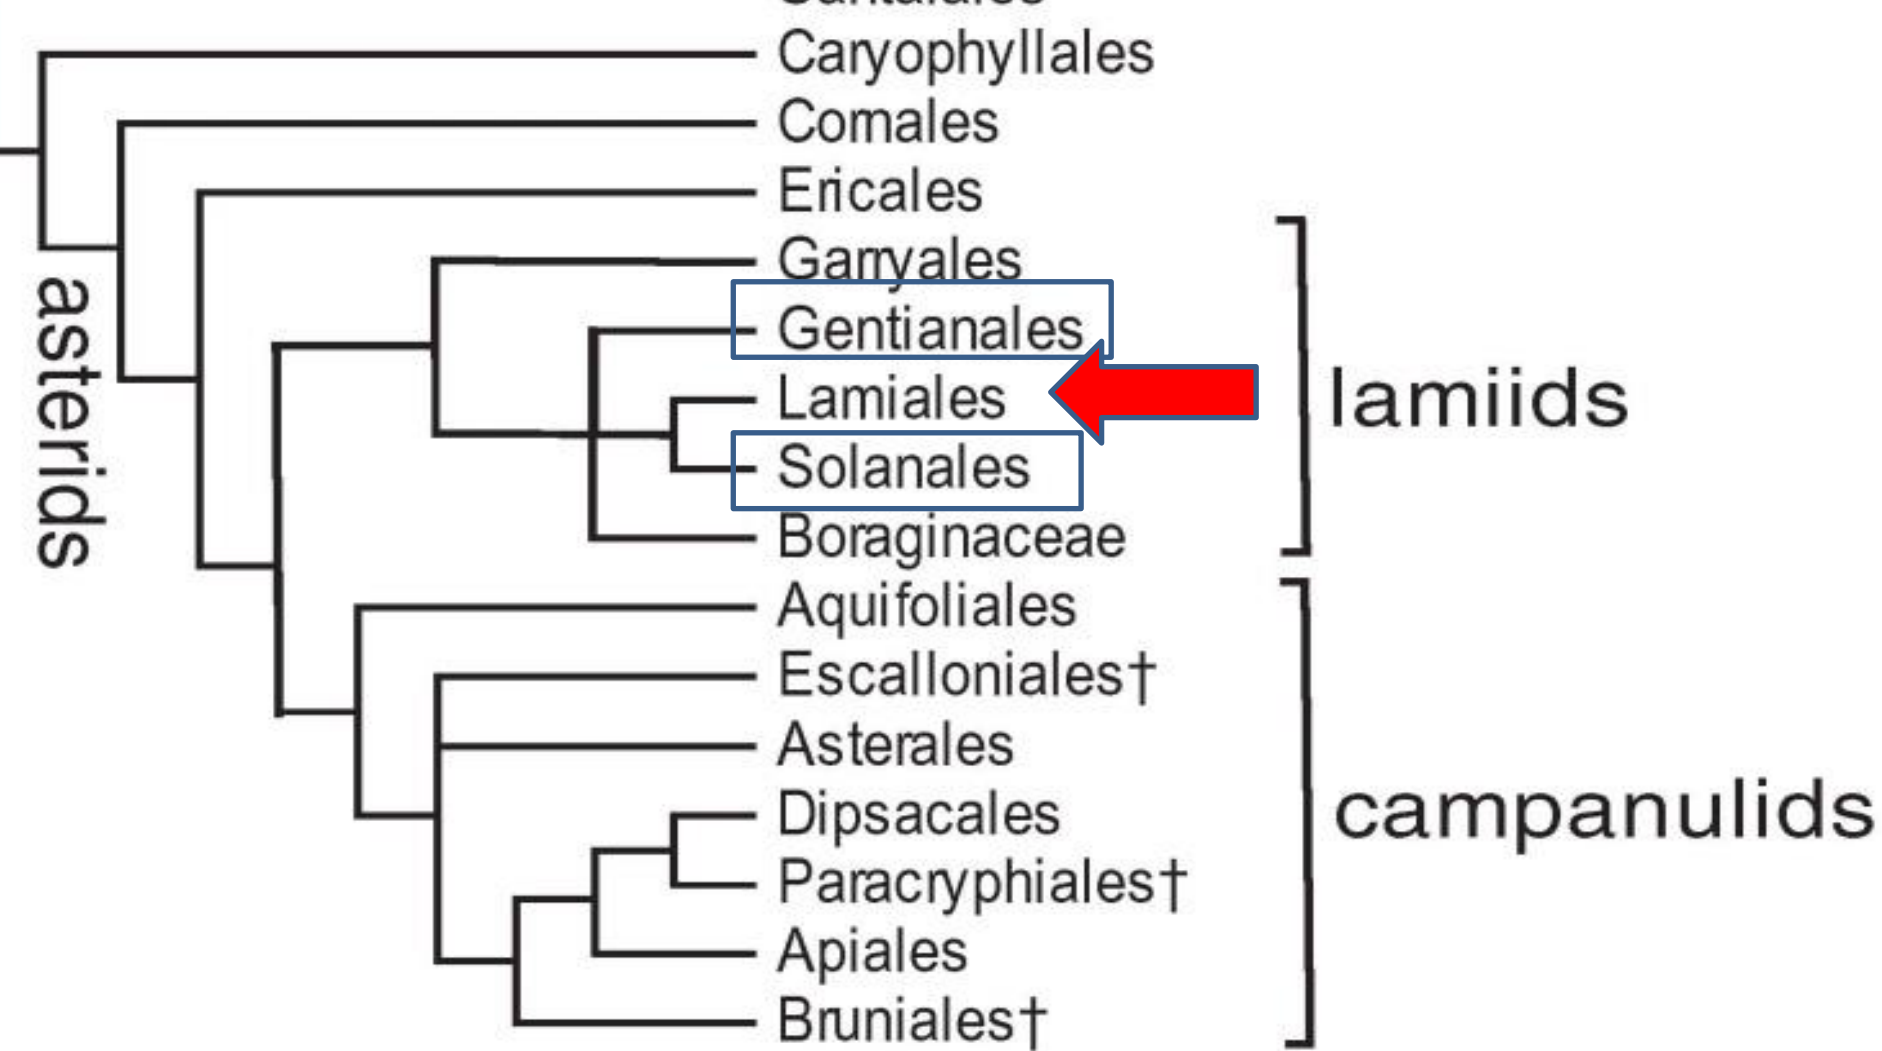 Caryophyllales
Cornales
Ericales
Garryales
Gentianales
Lamiales
Solanales
Boraginaceae
Aquifoliales
Escalloniales†
Asterales
Dipsacales
Paracryphiales†
Apiales
Bruniales†
asterids
lamiids
campanulids